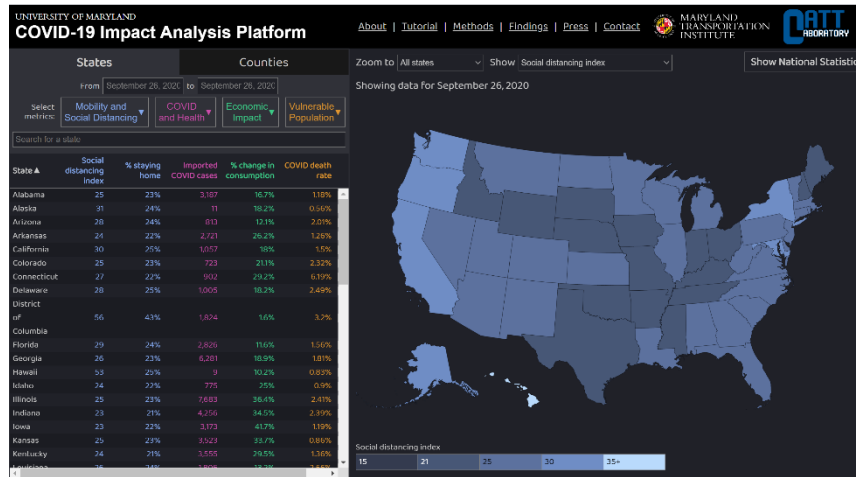 UNIVERSITY OF MARYLAND
COVID-19 Impact Analysis Platform
About | Tutorial | Methods | Findings | Press | Contact
MARYLAND
TRANSPORTATION
INSTITUTE
CATT
LABORATORY
States
Counties
From September 26, 202 to September 26, 202
Select metrics:
Mobility and Social Distancing
COVID and Health
Economic Impact
Vulnerable Population
Search for a state
Zoom to All states Show Social distancing index
Show National Statistic
Showing data for September 26, 2020
State Social distancing index % staying home Imported COVID cases % change in consumption COVID death rate
Alabama 25 23% 3,187 16.7% 1.18%
Alaska 31 24% 11 18.2% 0.56%
Arizona 28 24% 813 12.1% 2.01%
Arkansas 24 22% 2,721 26.2% 1.26%
California 30 25% 1,057 18% 1.5%
Colorado 25 23% 723 21.1% 2.32%
Connecticut 27 22% 902 29.2% 6.19%
Delaware 28 25% 1,005 18.2% 2.49%
District
of 56 43% 1,824 1.6% 3.2%
Columbia
Florida 29 24% 2,826 11.6% 1.56%
Georgia 26 23% 6,281 18.9% 1.81%
Hawaii 53 25% 9 10.2% 0.83%
Idaho 24 22% 775 25% 0.9%
Illinois 25 23% 7,683 36.4% 2.41%
Indiana 23 21% 4,256 34.5% 2.39%
Iowa 23 22% 3,173 41.7% 1.19%
Kansas 25 23% 3,523 33.7% 0.86%
Kentucky 24 21% 3,555 29.5% 1.36%
Social distancing index
15 21 25 30 35+